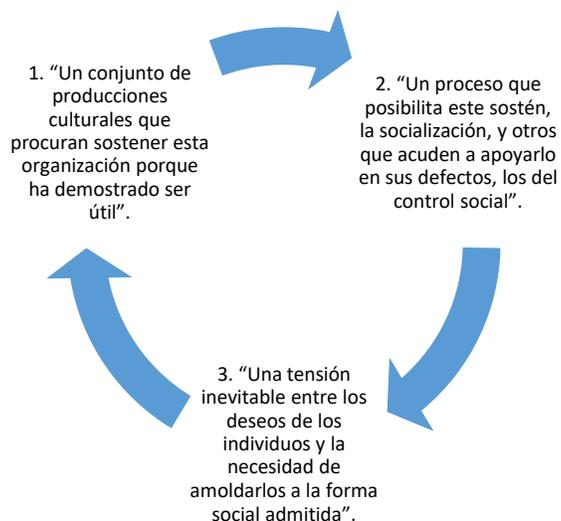 1. “Un conjunto de
producciones
culturales que
procuran sostener esta
organización porque
ha demostrado ser
útil”.
2. “Un proceso que
posibilita este sostén,
la socialización, y otros
que acuden a apoyarlo
en sus defectos, los del
control social”.
3. “Una tensión
inevitable entre los
deseos de los
individuos y la
necesidad de
amoldarlos a la forma
social admitida”.